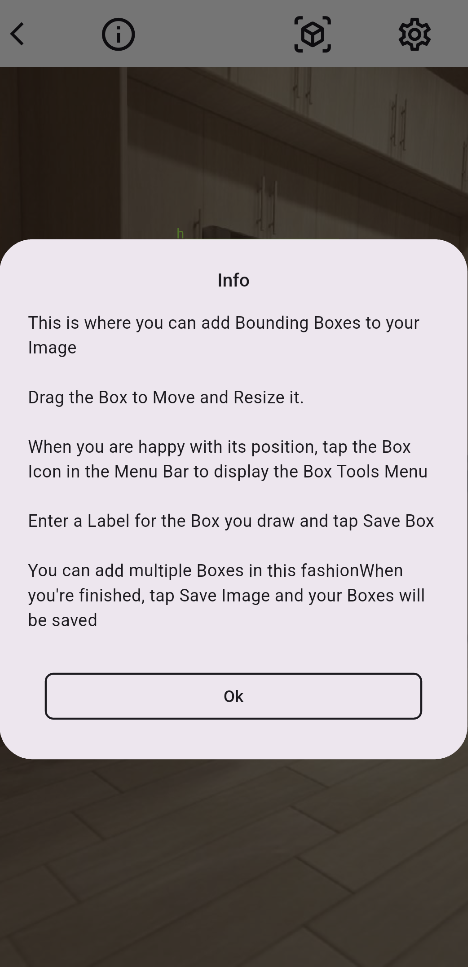 h
Info
This is where you can add Bounding Boxes to your
Image
Drag the Box to Move and Resize it.
When you are happy with its position, tap the Box
Icon in the Menu Bar to display the Box Tools Menu
Enter a Label for the Box you draw and tap Save Box
You can add multiple Boxes in this fashionWhen
you're finished, tap Save Image and your Boxes will
be saved
Ok